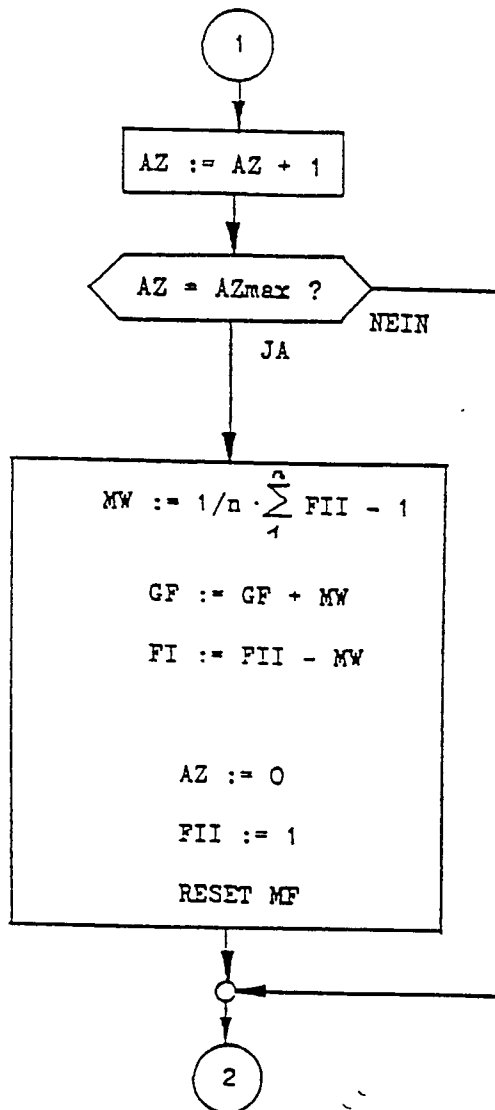 1
AZ := AZ + 1
AZ = AZmax ?
NEIN
JA
n
MW := 1/n · ∑ FII - 1
1
GF := GF + MW
FI := FII - MW
AZ := 0
FII := 1
RESET MF
2